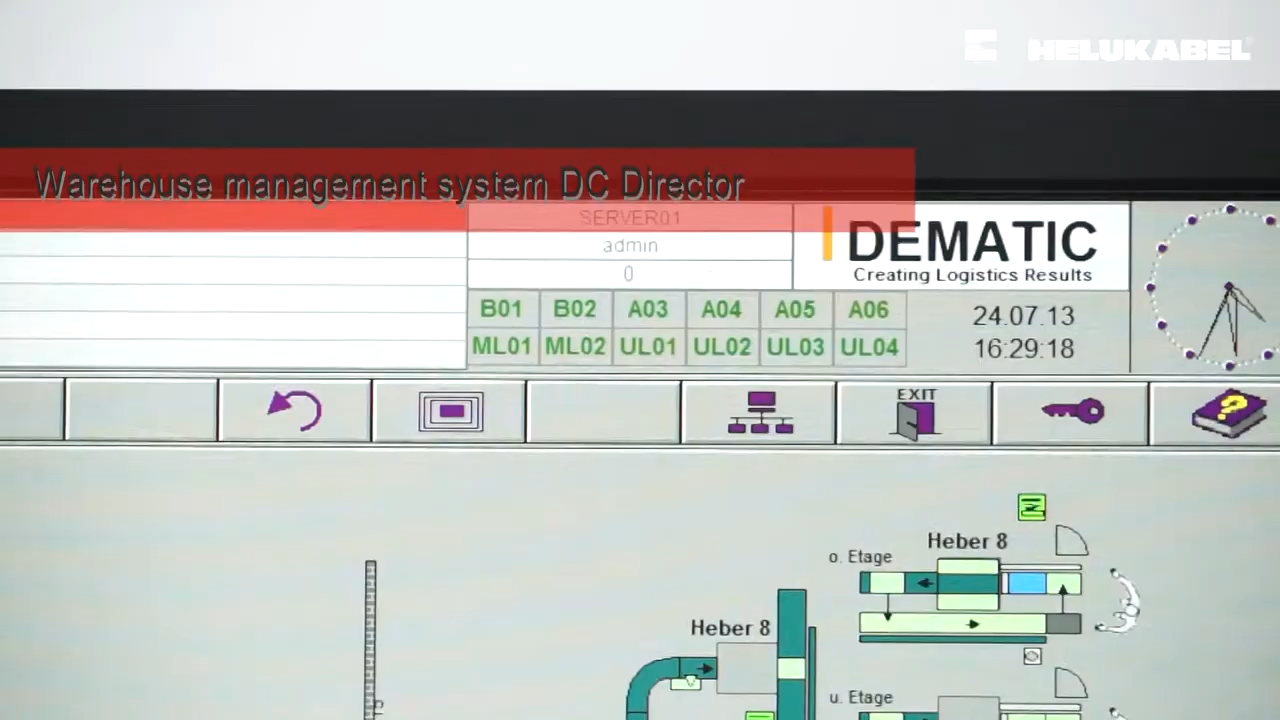 HELUKABEL
Warehouse management system DC Director
SERVER01
admin
0
DEMATIC
Creating Logistics Results
B01 B02 A03 A04 A05 A06
ML01 ML02 UL01 UL02 UL03 UL04
24.07.13
16:29:18
EXIT
?
Heber 8
o. Etage
Heber 8
u. Etage